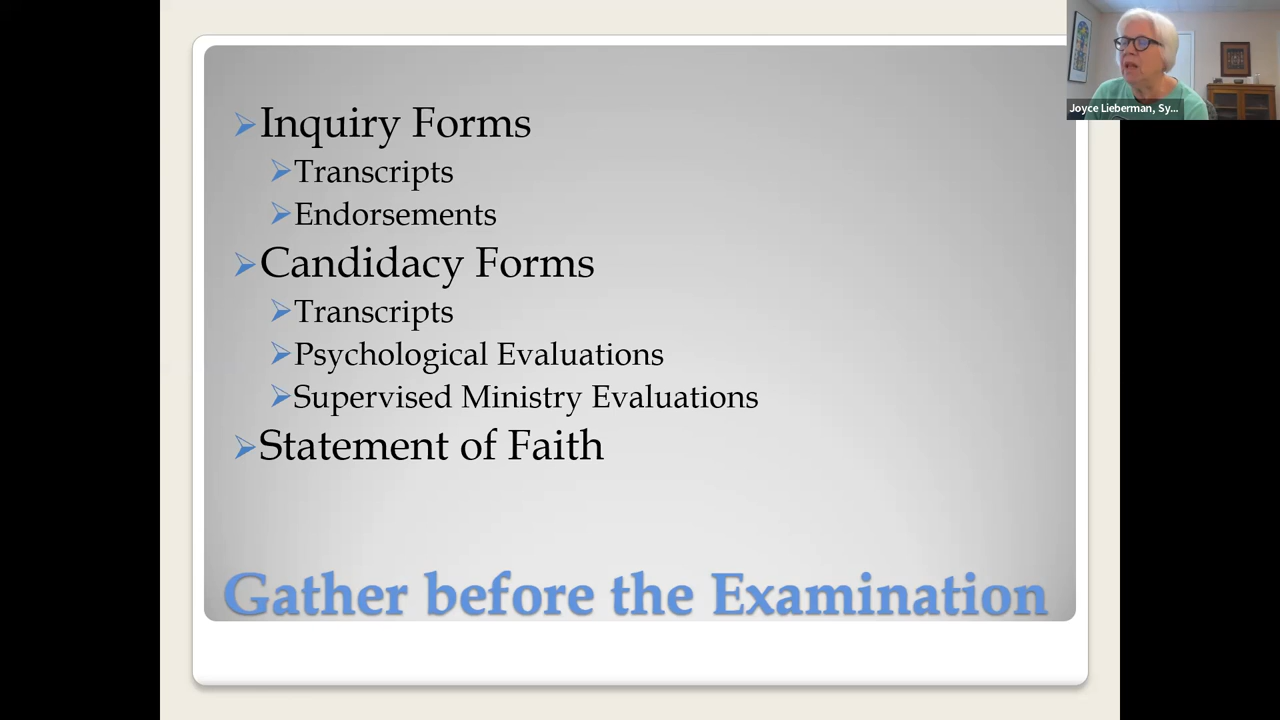 Inquiry Forms
Transcripts
Endorsements
Candidacy Forms
Transcripts
Psychological Evaluations
Supervised Ministry Evaluations
Statement of Faith
Gather before the Examination
Joyce Lieberman, Sy...